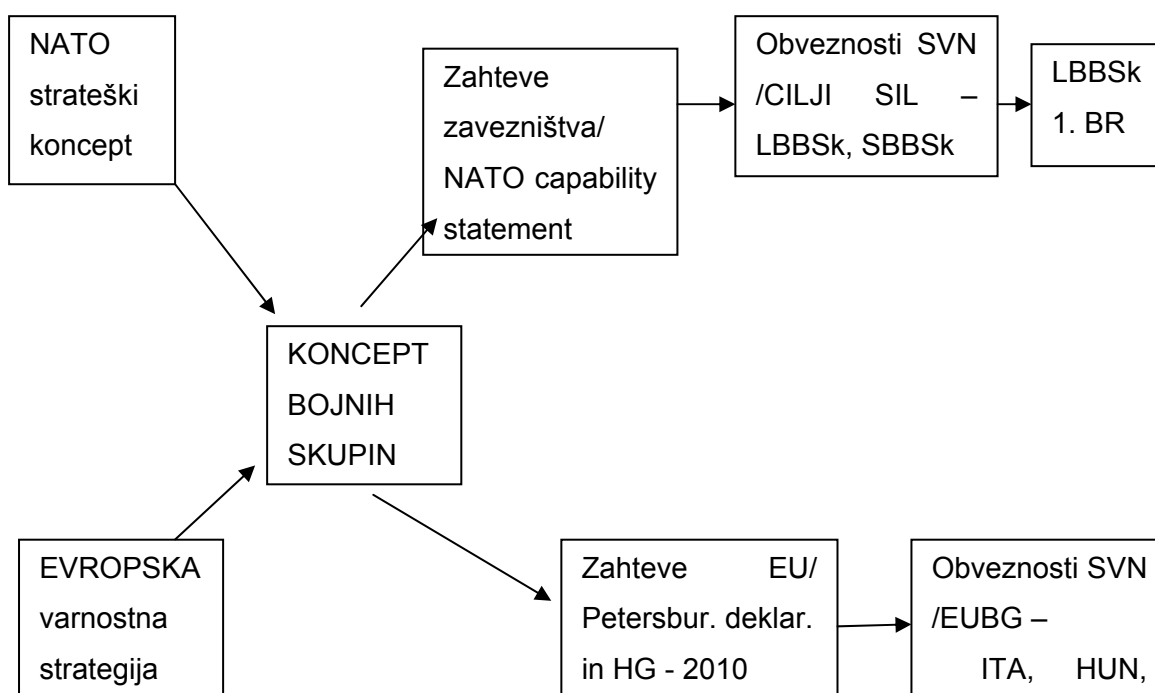 NATO
strateški
koncept
Zahteve
zavezništva/
NATO capability
statement
Obveznosti SVN
/CILJI SIL –
LBBSk, SBBSk
LBBSk
1. BR
KONCEPT
BOJNIH
SKUPIN
EVROPSKA
varnostna
strategija
Zahteve EU/
Petersbur. deklar.
in HG - 2010
Obveznosti SVN
/EUBG –
ITA, HUN,